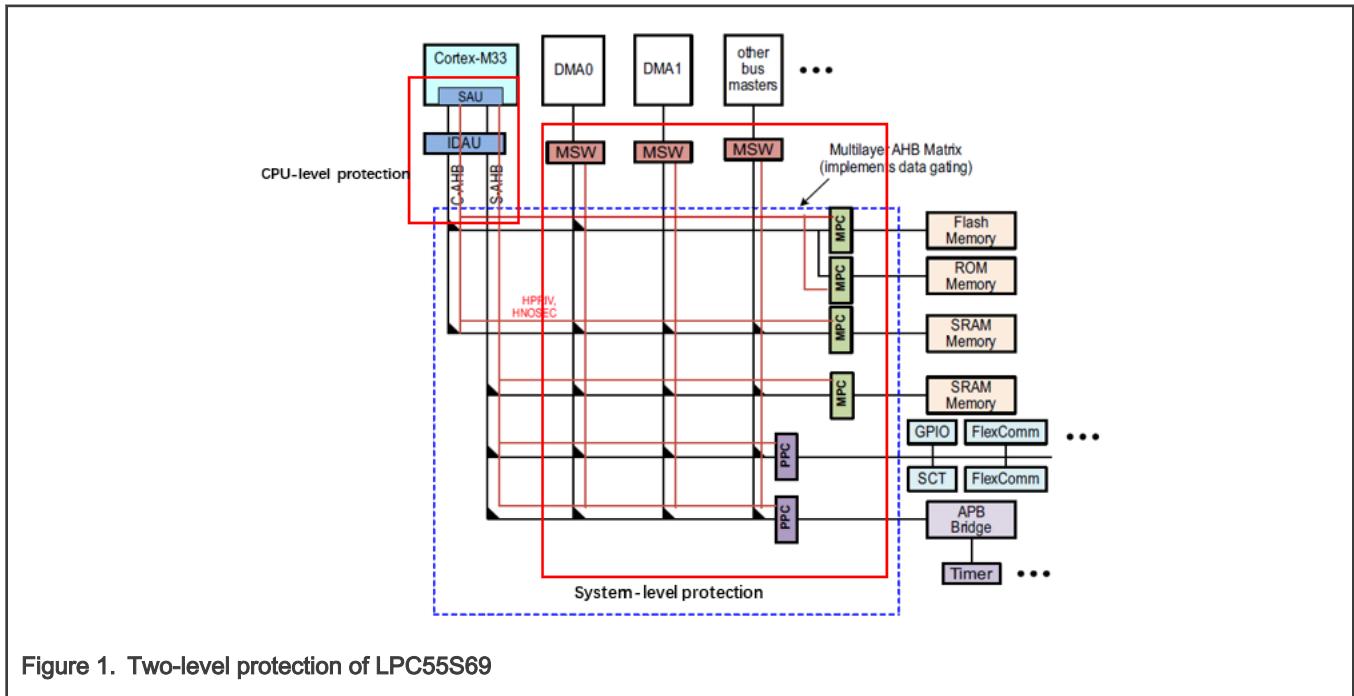 Cortex-M33
SAU
IDAU
DMA0
DMA1
other
bus
masters
•••
MSW
MSW
MSW
Multilayer AHB Matrix
(implements data gating)
CPU-level protection
C-AHB
S-AHB
MPC
Flash
Memory
MPC
ROM
Memory
HPRIV,
HNOSEC
MPC
SRAM
Memory
MPC
SRAM
Memory
GPIO
FlexComm
•••
PPC
SCT
FlexComm
PPC
APB
Bridge
Timer
•••
System-level protection
Figure 1. Two-level protection of LPC55S69